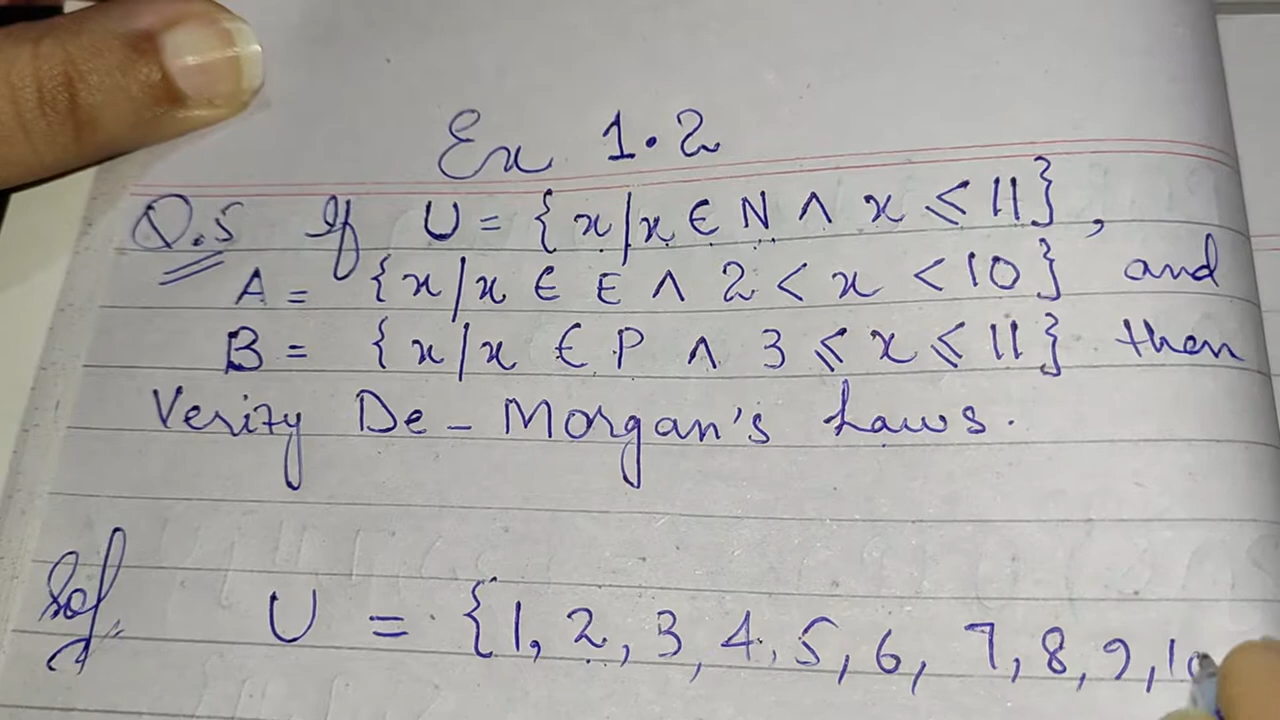 Ex 1.2
Q.5 If U = {x/x ∈ N ∧ x ≤ 11},
A = {x/x ∈ E ∧ 2 < x < 10} and
B = {x/x ∈ P ∧ 3 ≤ x ≤ 11} then
Verify De-Morgan's Laws.
Sol. U = {1, 2, 3, 4, 5, 6, 7, 8, 9, 10